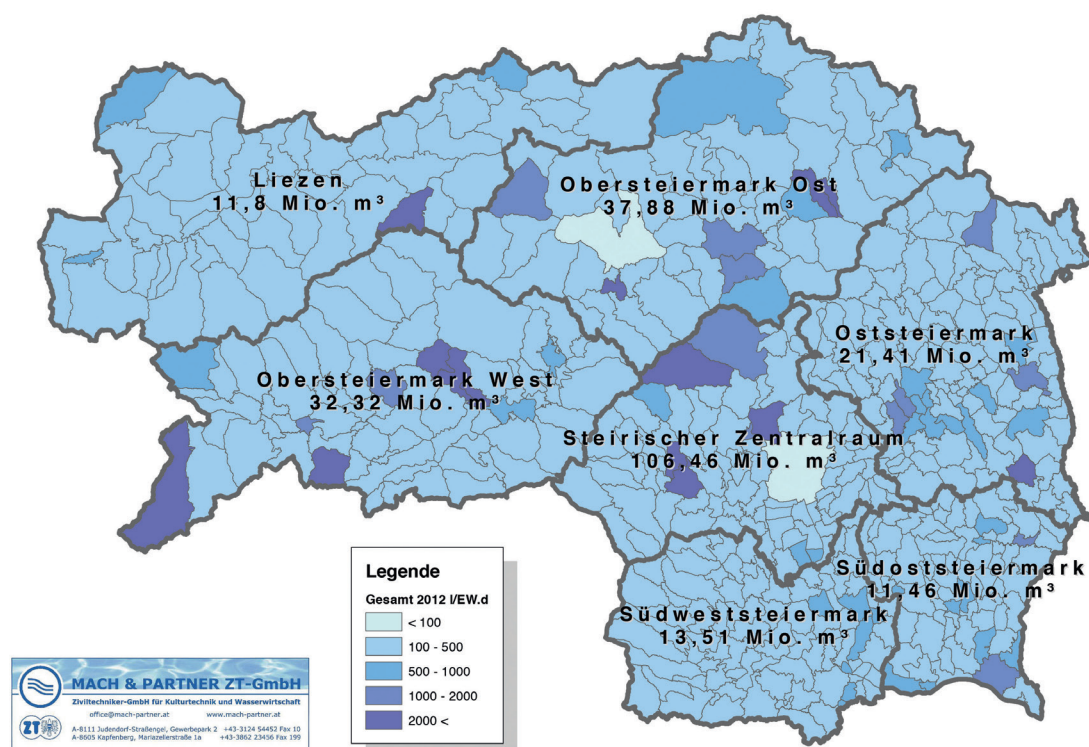 Liezen
11,8 Mio. m³
Obersteiermark Ost
37,88 Mio. m³
Oststeiermark
21,41 Mio. m³
Obersteiermark West
32,32 Mio. m³
Steirischer Zentralraum
106,46 Mio. m³
Südoststeiermark
11,46 Mio. m³
Südweststeiermark
13,51 Mio. m³
Legende
Gesamt 2012 l/EW.d
< 100
100 - 500
500 - 1000
1000 - 2000
2000 <
MACH & PARTNER ZT-GmbH
Ziviltechniker-GmbH für Kulturtechnik und Wasserwirtschaft
office@mach-partner.at www.mach-partner.at
ZT
A-8111 Judendorf-Straßengel, Gewerbepark 2 +43-3124 54452 Fax 10
A-8605 Kapfenberg, Mariazellerstraße 1a +43-3862 23456 Fax 199